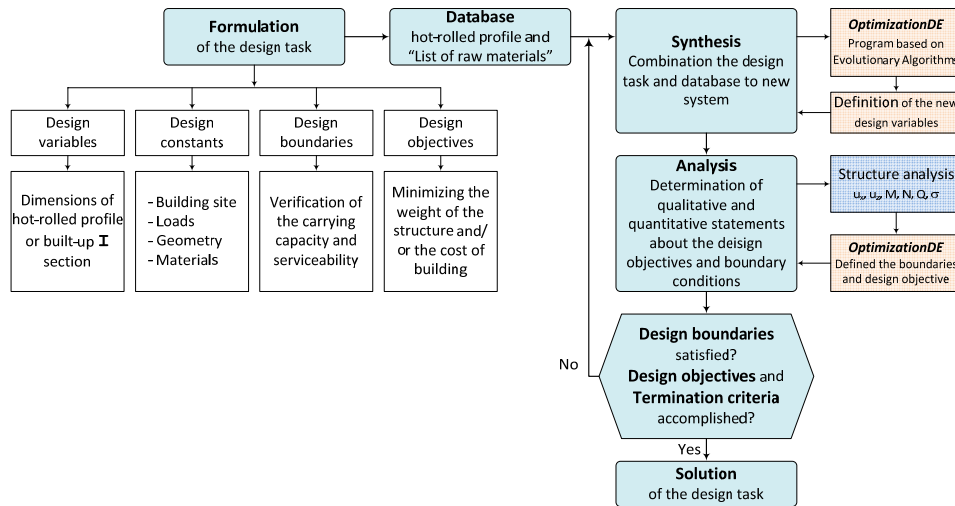 Formulation
of the design task
Database
hot-rolled profile and
“List of raw materials”
Synthesis
Combination the design
task and database to new
system
OptimizationDE
Program based on
Evolutionary Algorithms
Definition of the new
design variables
Design
variables
Design
constants
Design
boundaries
Design
objectives
Dimensions of
hot-rolled profile
or built-up I
section
- Building site
- Loads
- Geometry
- Materials
Verification of
the carrying
capacity and
serviceability
Minimizing the
weight of the
structure and/
or the cost of
building
Analysis
Determination of
qualitative and
quantitative statements
about the deisign
objectives and boundary
conditions
Structure analysis
uₓ, u_z, M, N, Q, σ
OptimizationDE
Defined the boundaries
and design objective
Design boundaries
satisfied?
Design objectives and
Termination criteria
accomplished?
No
Yes
Solution
of the design task